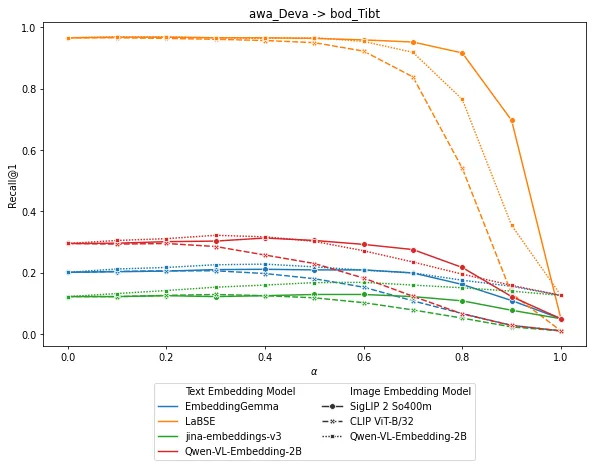 awa_Deva -> bod_Tibt
Recall@1
1.0
0.8
0.6
0.4
0.2
0.0
0.0 0.2 0.4 0.6 0.8 1.0
α
Text Embedding Model Image Embedding Model
EmbeddingGemma SigLIP 2 So400m
LaBSE CLIP ViT-B/32
jina-embeddings-v3 Qwen-VL-Embedding-2B
Qwen-VL-Embedding-2B